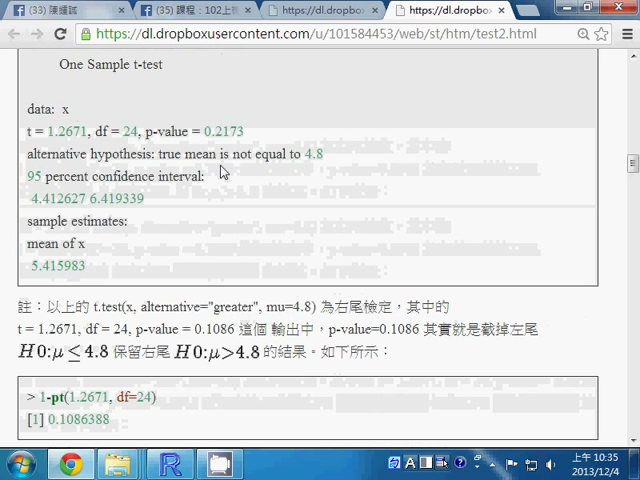 (33) 陳鍾誠
(35) 課程：102上機
https://dl.dropbox
https://dl.dropbox
https://dl.dropboxusercontent.com/u/101584453/web/st/htm/test2.html
One Sample t-test
data: x
t = 1.2671, df = 24, p-value = 0.2173
alternative hypothesis: true mean is not equal to 4.8
95 percent confidence interval:
4.412627 6.419339
sample estimates:
mean of x
5.415983
註：以上的 t.test(x, alternative="greater", mu=4.8) 為右尾檢定，其中的
t = 1.2671, df = 24, p-value = 0.1086 這個 輸出中，p-value=0.1086 其實就是截掉左尾
H0:μ≤4.8 保留右尾 H0:μ>4.8 的結果。如下所示：
> 1-pt(1.2671, df=24)
[1] 0.1086388
上午 10:35
2013/12/4